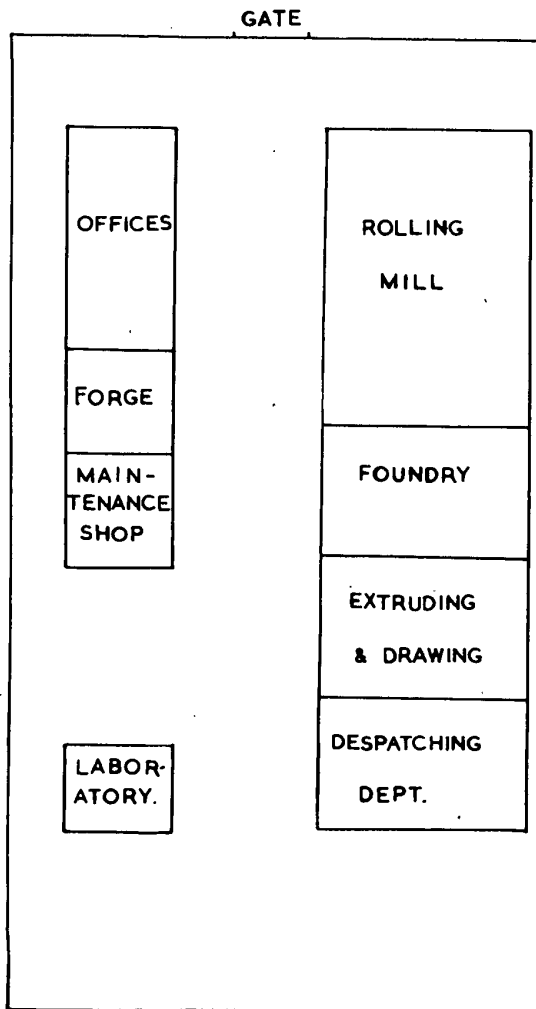 GATE
OFFICES
FORGE
MAIN-
TENANCE
SHOP
LABOR-
ATORY.
ROLLING
MILL
FOUNDRY
EXTRUDING
& DRAWING
DESPATCHING
DEPT.